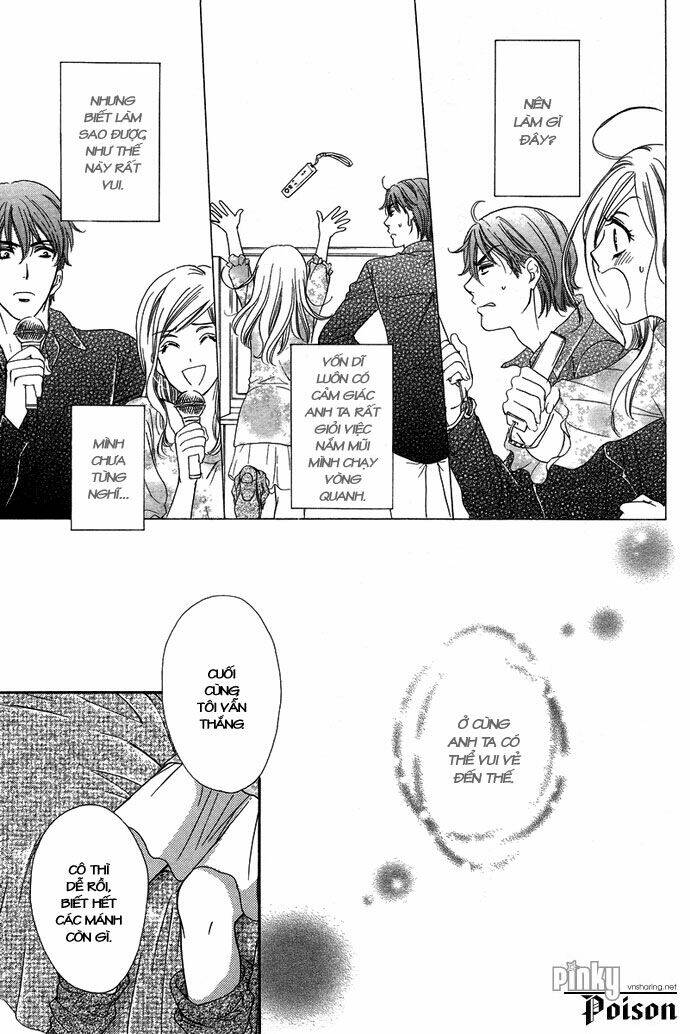 NÊN
LÀM GÌ
ĐÂY?
VỐN DĨ
LUÔN CÓ
CẢM GIÁC
ANH TA RẤT
GIỎI VIỆC
NẮM MŨI
MÌNH CHẠY
VÒNG
QUANH.
NHƯNG
BIẾT LÀM
SAO ĐƯỢC,
NHƯ THẾ
NÀY RẤT
VUI.
MÌNH
CHƯA
TỪNG
NGHĨ...
Ở CÙNG
ANH TA CÓ
THỂ VUI VẺ
ĐẾN THẾ.
CUỐI
CÙNG
TÔI VẪN
THẮNG.
CÔ THÌ
DỄ RỒI,
BIẾT HẾT
CÁC MÁNH
CÒN GÌ.
pinky
vnsharing.net
Poison